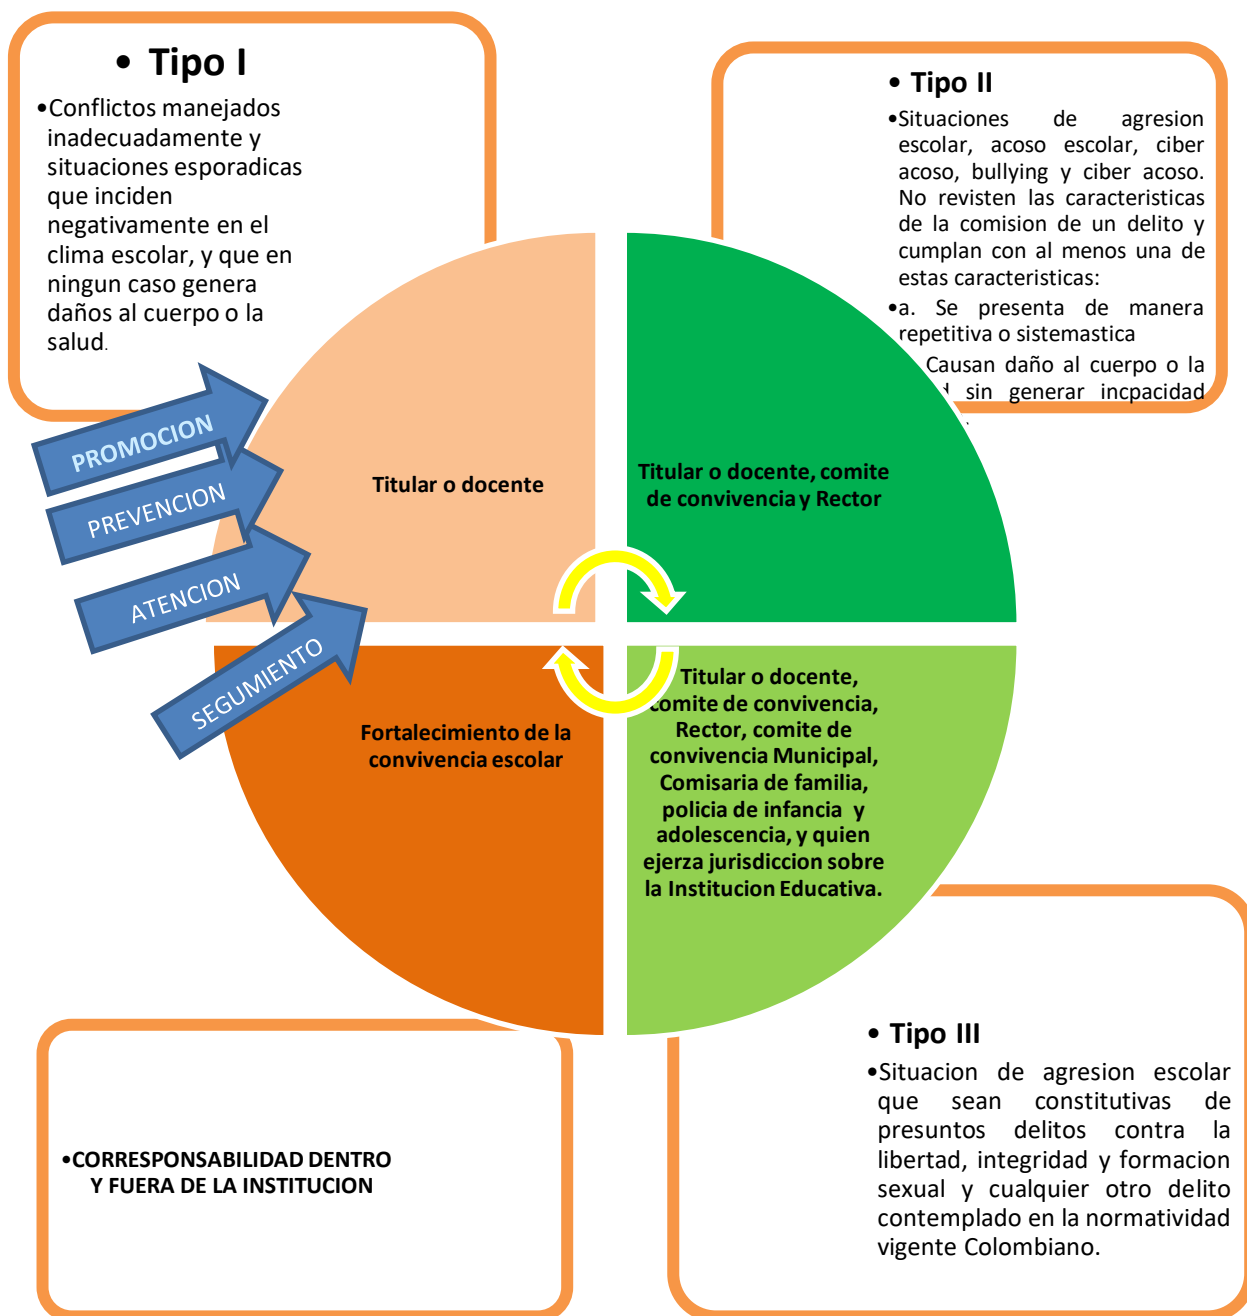 • Tipo I
•Conflictos manejados
inadecuadamente y
situaciones esporadicas
que inciden
negativamente en el
clima escolar, y que en
ningun caso genera
daños al cuerpo o la
salud.
• Tipo II
•Situaciones de agresion
escolar, acoso escolar, ciber
acoso, bullying y ciber acoso.
No revisten las caracteristicas
de la comision de un delito y
cumplan con al menos una de
estas caracteristicas:
•a. Se presenta de manera
repetitiva o sistemastica
Causan daño al cuerpo o la
sin generar incpacidad
PROMOCION
PREVENCION
ATENCION
SEGUMIENTO
Titular o docente
Titular o docente, comite
de convivencia y Rector
Fortalecimiento de la
convivencia escolar
Titular o docente,
comite de convivencia,
Rector, comite de
convivencia Municipal,
Comisaria de familia,
policia de infancia y
adolescencia, y quien
ejerza jurisdiccion sobre
la Institucion Educativa.
•CORRESPONSABILIDAD DENTRO
Y FUERA DE LA INSTITUCION
• Tipo III
•Situacion de agresion escolar
que sean constitutivas de
presuntos delitos contra la
libertad, integridad y formacion
sexual y cualquier otro delito
contemplado en la normatividad
vigente Colombiano.